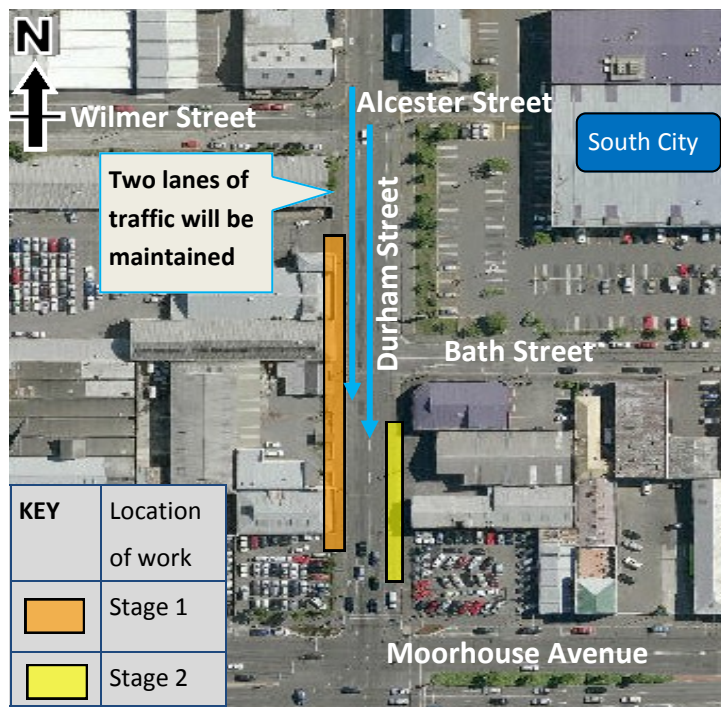 N
Wilmer Street
Alcester Street
South City
Two lanes of
traffic will be
maintained
Durham Street
Bath Street
KEY
Location
of work
Stage 1
Stage 2
Moorhouse Avenue